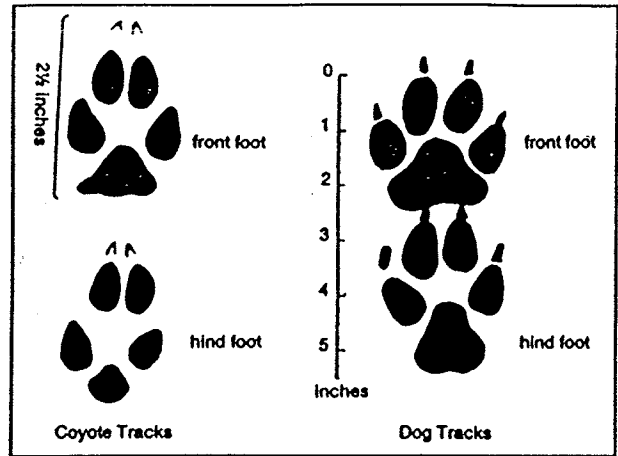 2½ inches
front foot
hind foot
Coyote Tracks
0
1
2
3
4
5
inches
front foot
hind foot
Dog Tracks